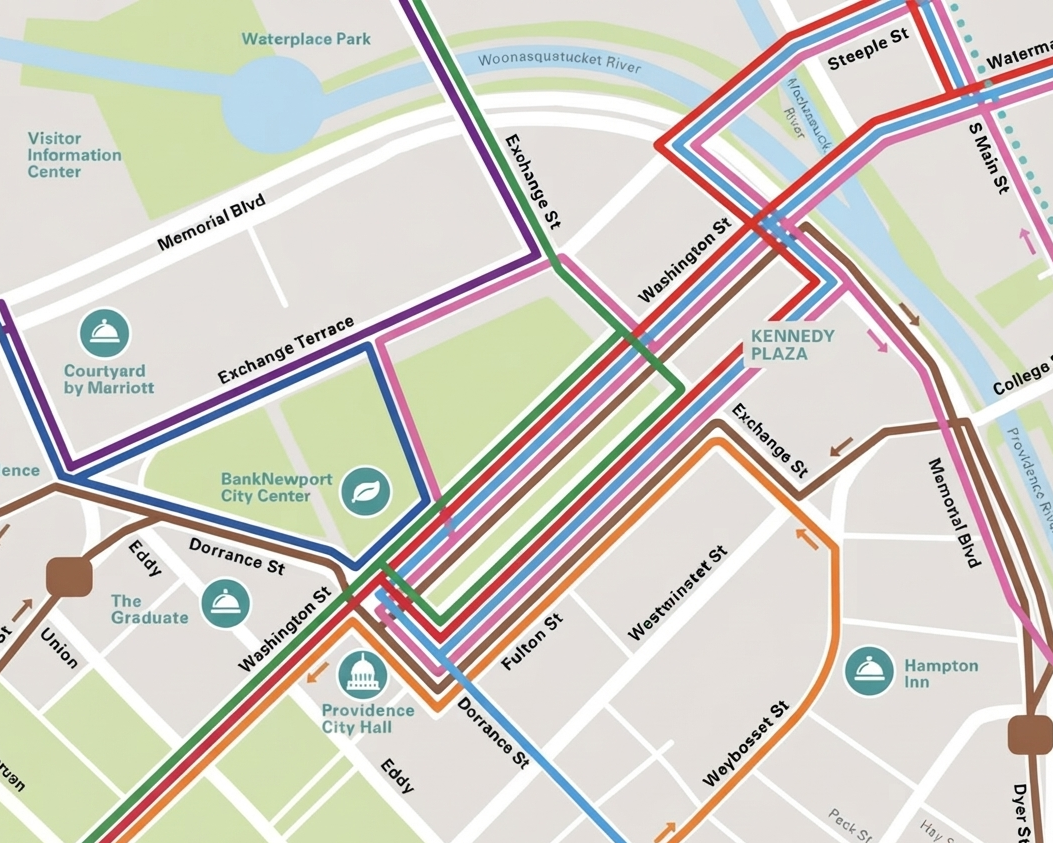 Waterplace Park
Woonasquatucket River
Steeple St
River
Visitor
Information
Center
Exchange St
S Main St
Memorial Blvd
Washington St
Exchange Terrace
KENNEDY
PLAZA
Courtyard
by Marriott
College
Exchange St
ence
BankNewport
City Center
Providence
Memorial Blvd
Eddy
Dorrance St
Westminster St
The
Graduate
Washington St
Union
Fulton St
Hampton
Inn
Providence
City Hall
Dorrance St
Weybosset St
Eddy
Peck St
Dyer St